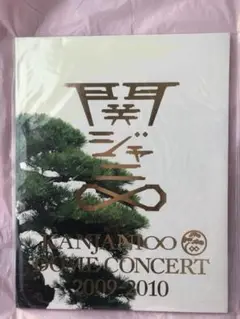 関
ジャニ
∞
KANJANI∞
DOME CONCERT
2009-2010